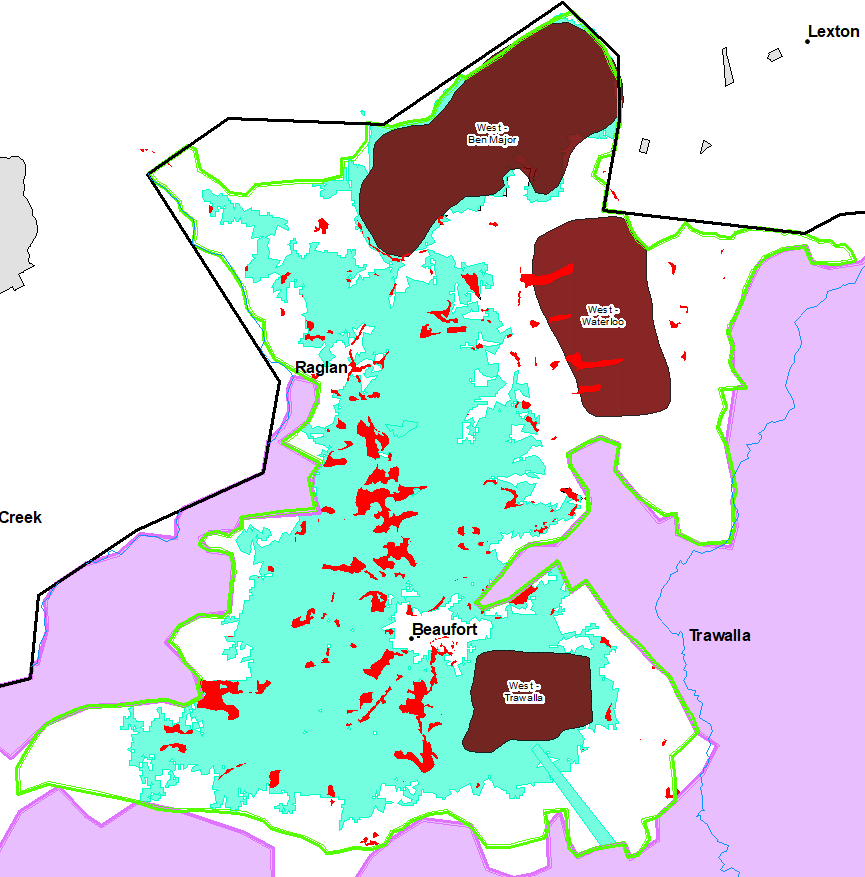 Lexton
West -
Ben Major
West -
Waterloo
Raglan
Creek
Beaufort
Trawalla
West -
Trawalla